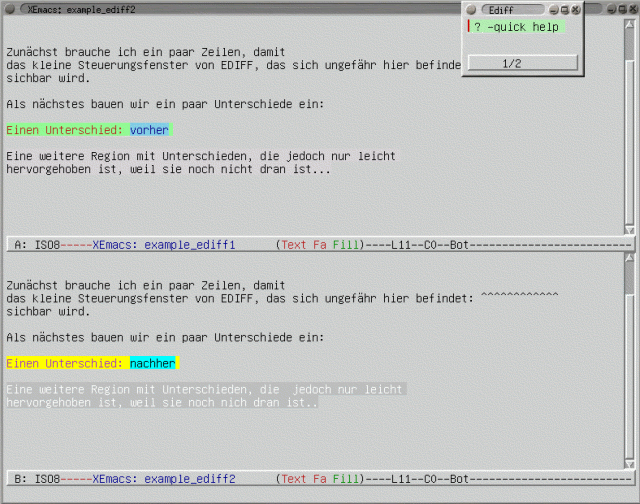 XEmacs: example_ediff2
Ediff
? -quick help
1/2
Zunächst brauche ich ein paar Zeilen, damit
das kleine Steuerungsfenster von EDIFF, das sich ungefähr hier befindet
sichbar wird.
Als nächstes bauen wir ein paar Unterschiede ein:
Einen Unterschied: vorher
Eine weitere Region mit Unterschieden, die jedoch nur leicht
hervorgehoben ist, weil sie noch nicht dran ist...
A: ISO8-----XEmacs: example_ediff1 (Text Fa Fill)----L11--C0--Bot-------------------------
Zunächst brauche ich ein paar Zeilen, damit
das kleine Steuerungsfenster von EDIFF, das sich ungefähr hier befindet: ^^^^^^^^^^^^
sichbar wird.
Als nächstes bauen wir ein paar Unterschiede ein:
Einen Unterschied: nachher
Eine weitere Region mit Unterschieden, die  jedoch nur leicht
hervorgehoben ist, weil sie noch nich dran ist..
B: ISO8-----XEmacs: example_ediff2 (Text Fa Fill)----L11--C0--Bot-------------------------